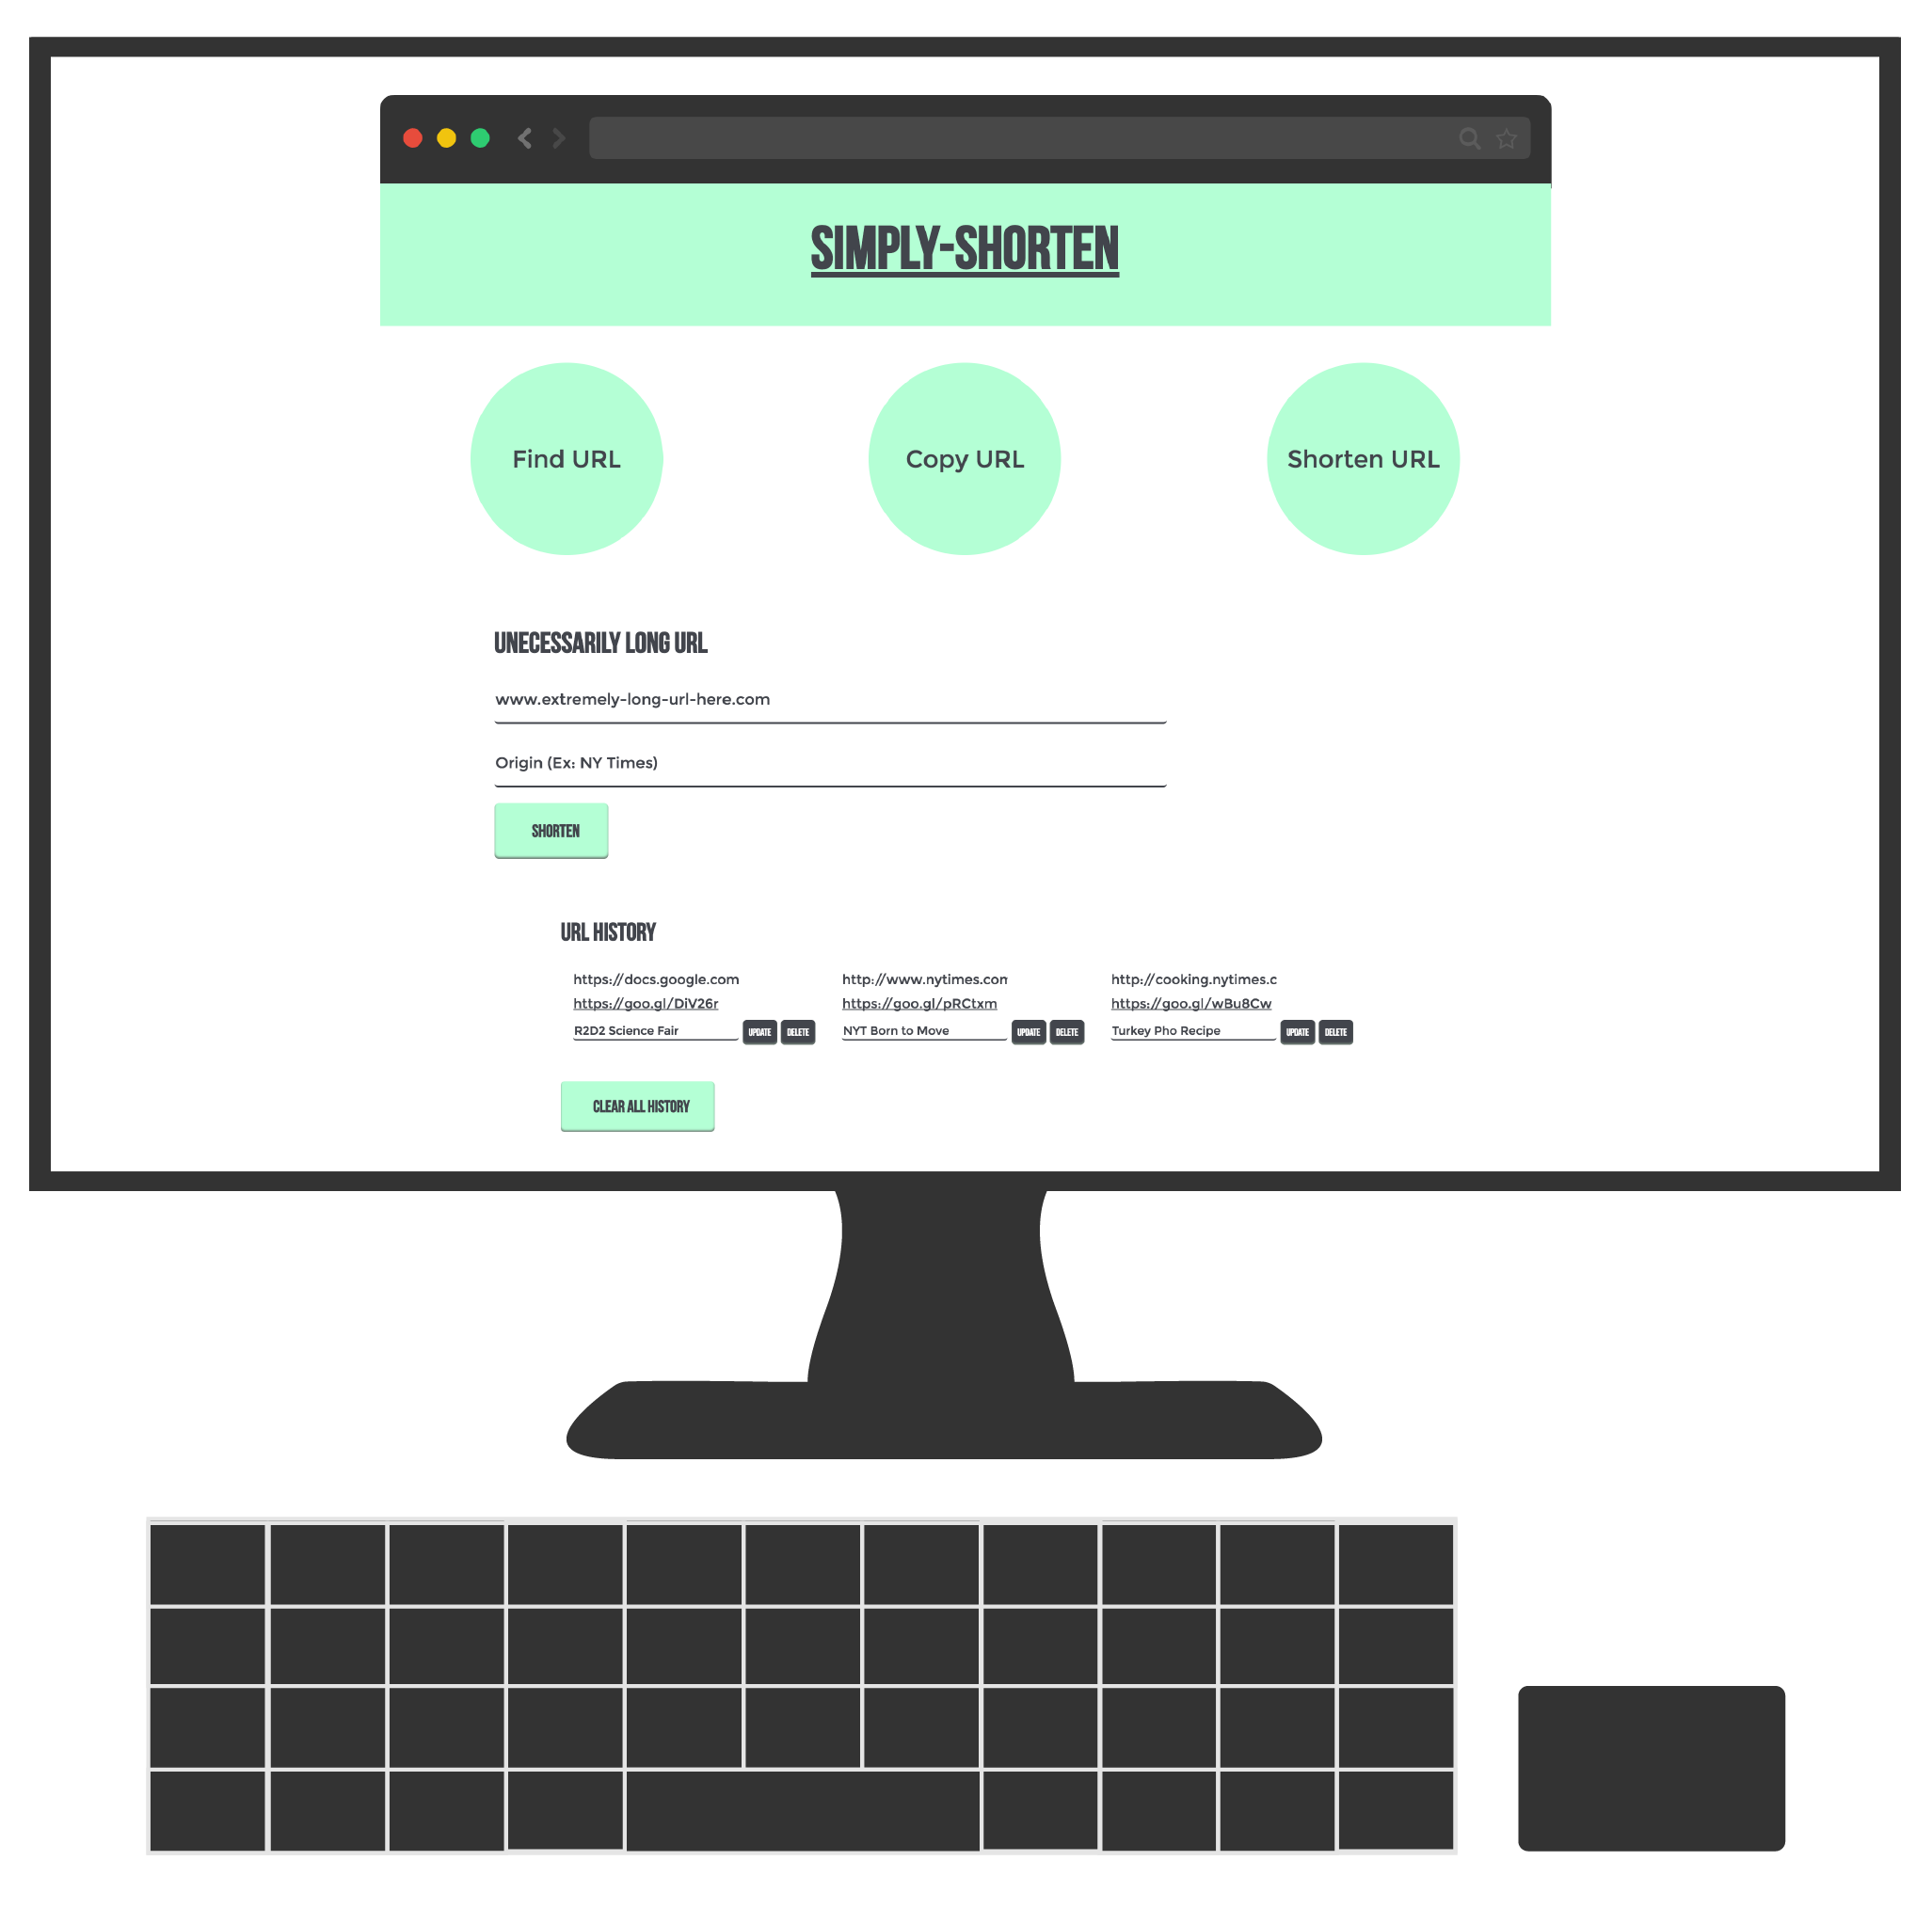 SIMPLY-SHORTEN
Find URL
Copy URL
Shorten URL
UNECESSARILY LONG URL
www.extremely-long-url-here.com
Origin (Ex: NY Times)
SHORTEN
URL HISTORY
https://docs.google.com
https://goo.gl/DiV26r
R2D2 Science Fair UPDATE DELETE
http://www.nytimes.com
https://goo.gl/pRCtxm
NYT Born to Move UPDATE DELETE
http://cooking.nytimes.c
https://goo.gl/wBu8Cw
Turkey Pho Recipe UPDATE DELETE
CLEAR ALL HISTORY